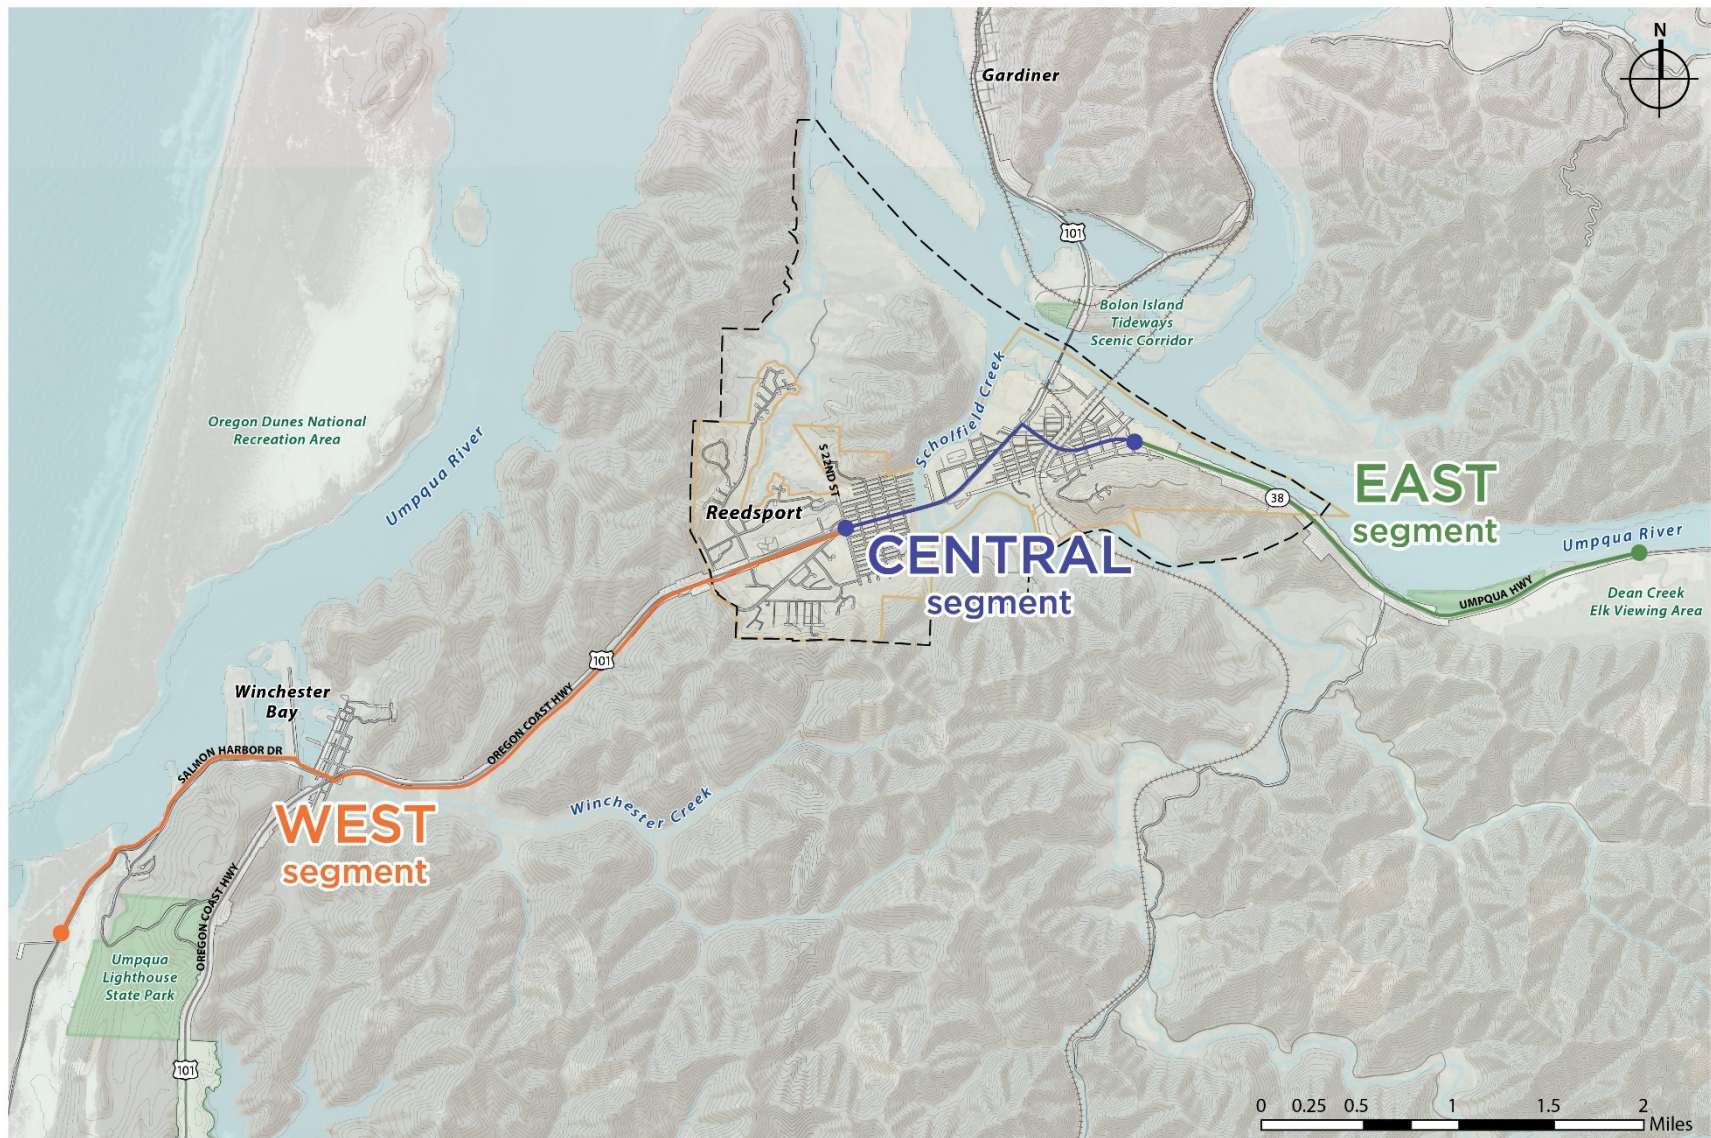 N
Gardiner
101
Bolon Island
Tideways
Scenic Corridor
Scholfield Creek
Oregon Dunes National
Recreation Area
Umpqua River
S 22ND ST
Reedsport
EAST
segment
38
CENTRAL
segment
Umpqua River
UMPQUA HWY
Dean Creek
Elk Viewing Area
101
OREGON COAST HWY
Winchester
Bay
SALMON HARBOR DR
Winchester Creek
WEST
segment
OREGON COAST HWY
Umpqua
Lighthouse
State Park
101
0 0.25 0.5 1 1.5 2
Miles